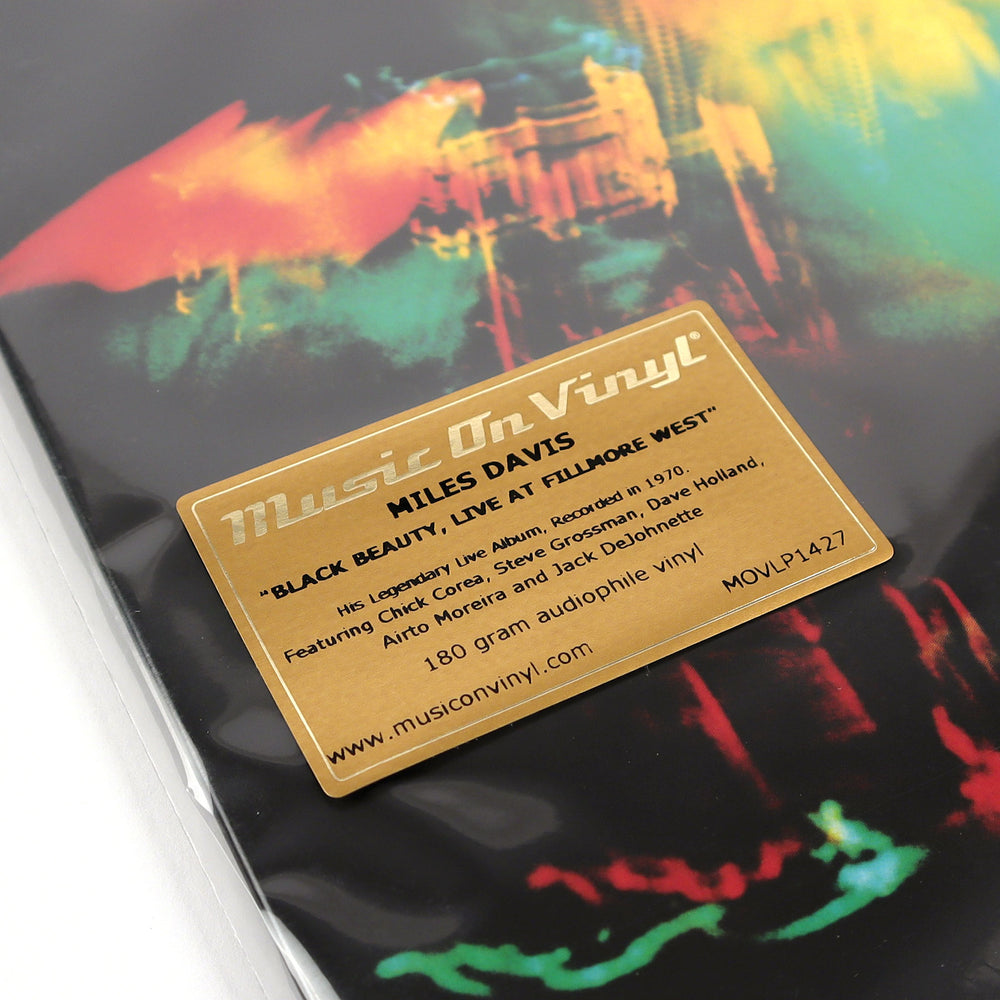 Music On Vinyl®
MILES DAVIS
"BLACK BEAUTY, LIVE AT FILLMORE WEST"
His Legendary Live Album, Recorded in 1970.
Featuring Chick Corea, Steve Grossman, Dave Holland,
Airto Moreira and Jack DeJohnette
180 gram audiophile vinyl
www.musiconvinyl.com
MOVLP1427